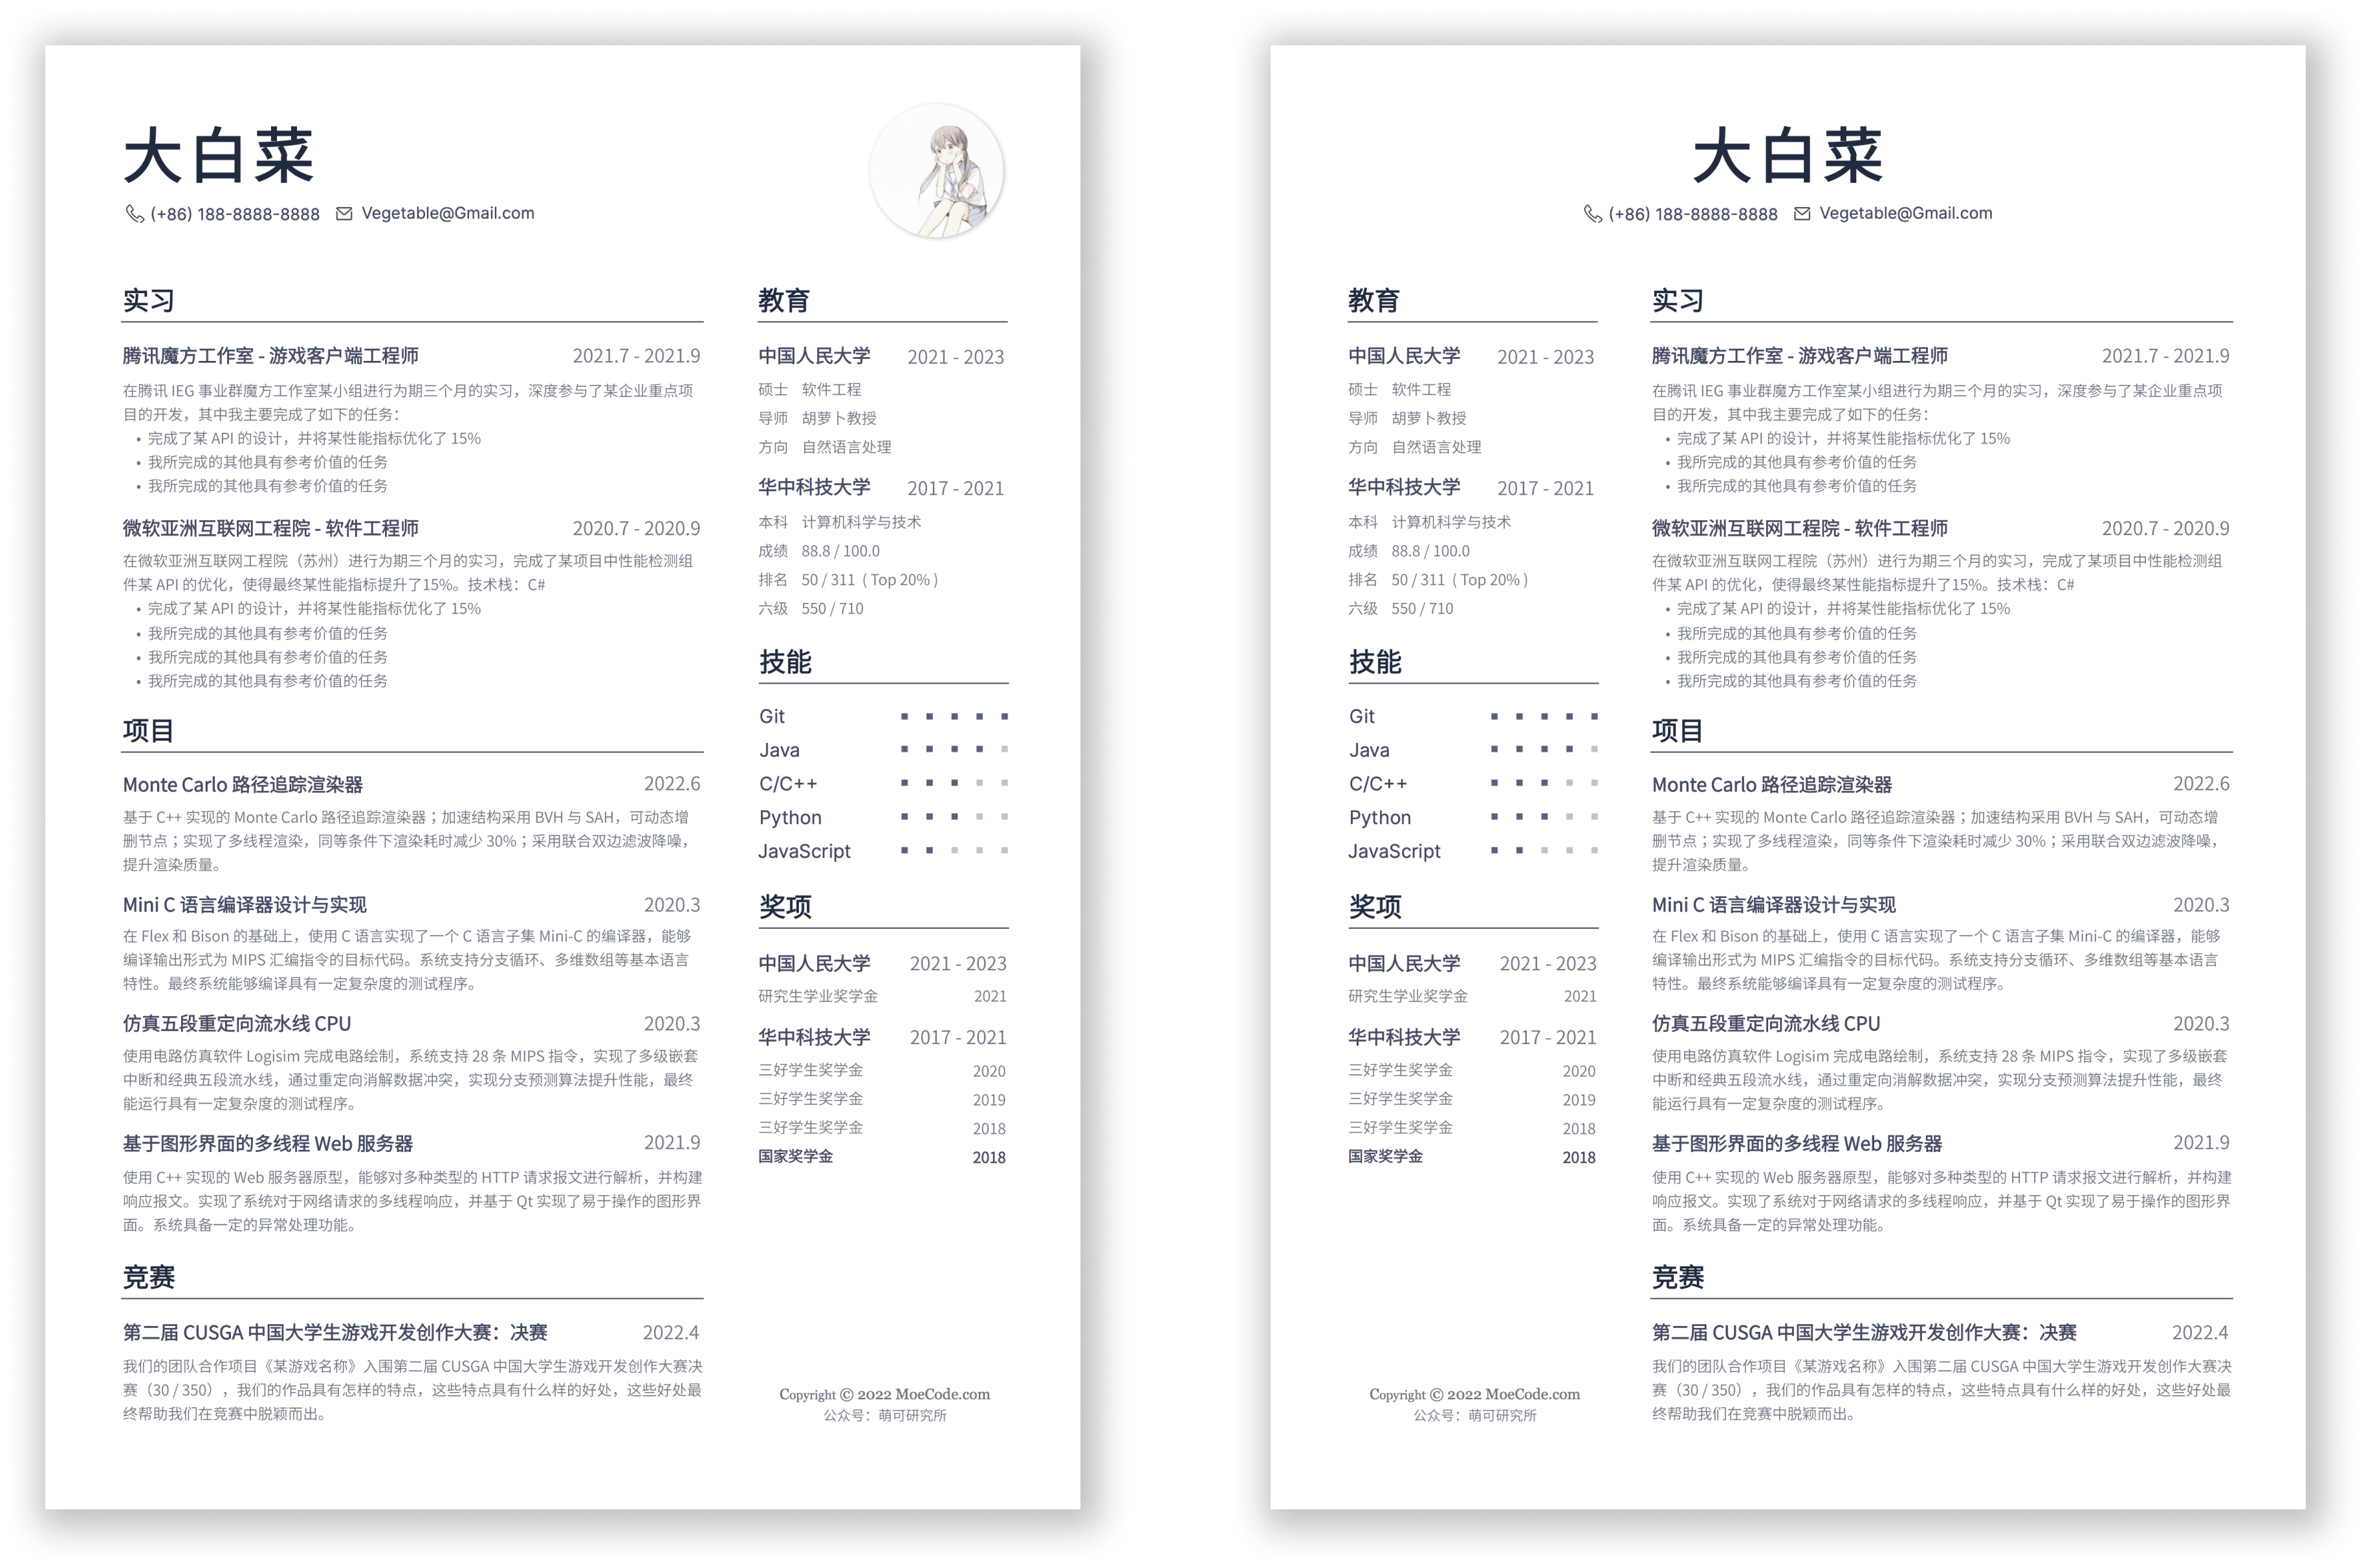 大白菜
(+86) 188-8888-8888 Vegetable@Gmail.com
实习
腾讯魔方工作室 - 游戏客户端工程师 2021.7 - 2021.9
在腾讯 IEG 事业群魔方工作室某小组进行为期三个月的实习，深度参与了某企业重点项
目的开发，其中我主要完成了如下的任务：
• 完成了某 API 的设计，并将某性能指标优化了 15%
• 我所完成的其他具有参考价值的任务
• 我所完成的其他具有参考价值的任务
微软亚洲互联网工程院 - 软件工程师 2020.7 - 2020.9
在微软亚洲互联网工程院（苏州）进行为期三个月的实习，完成了某项目中性能检测组
件某 API 的优化，使得最终某性能指标提升了15%。技术栈：C#
• 完成了某 API 的设计，并将某性能指标优化了 15%
• 我所完成的其他具有参考价值的任务
• 我所完成的其他具有参考价值的任务
• 我所完成的其他具有参考价值的任务
项目
Monte Carlo 路径追踪渲染器 2022.6
基于 C++ 实现的 Monte Carlo 路径追踪渲染器；加速结构采用 BVH 与 SAH，可动态增
删节点；实现了多线程渲染，同等条件下渲染耗时减少 30%；采用联合双边滤波降噪，
提升渲染质量。
Mini C 语言编译器设计与实现 2020.3
在 Flex 和 Bison 的基础上，使用 C 语言实现了一个 C 语言子集 Mini-C 的编译器，能够
编译输出形式为 MIPS 汇编指令的目标代码。系统支持分支循环、多维数组等基本语言
特性。最终系统能够编译具有一定复杂度的测试程序。
仿真五段重定向流水线 CPU 2020.3
使用电路仿真软件 Logisim 完成电路绘制，系统支持 28 条 MIPS 指令，实现了多级嵌套
中断和经典五段流水线，通过重定向消解数据冲突，实现分支预测算法提升性能，最终
能运行具有一定复杂度的测试程序。
基于图形界面的多线程 Web 服务器 2021.9
使用 C++ 实现的 Web 服务器原型，能够对多种类型的 HTTP 请求报文进行解析，并构建
响应报文。实现了系统对于网络请求的多线程响应，并基于 Qt 实现了易于操作的图形界
面。系统具备一定的异常处理功能。
竞赛
第二届 CUSGA 中国大学生游戏开发创作大赛：决赛 2022.4
我们的团队合作项目《某游戏名称》入围第二届 CUSGA 中国大学生游戏开发创作大赛决
赛（30 / 350），我们的作品具有怎样的特点，这些特点具有什么样的好处，这些好处最
终帮助我们在竞赛中脱颖而出。
教育
中国人民大学 2021 - 2023
硕士 软件工程
导师 胡萝卜教授
方向 自然语言处理
华中科技大学 2017 - 2021
本科 计算机科学与技术
成绩 88.8 / 100.0
排名 50 / 311 ( Top 20% )
六级 550 / 710
技能
Git
Java
C/C++
Python
JavaScript
奖项
中国人民大学 2021 - 2023
研究生学业奖学金 2021
华中科技大学 2017 - 2021
三好学生奖学金 2020
三好学生奖学金 2019
三好学生奖学金 2018
国家奖学金 2018
Copyright © 2022 MoeCode.com
公众号：萌可研究所
大白菜
(+86) 188-8888-8888 Vegetable@Gmail.com
教育
中国人民大学 2021 - 2023
硕士 软件工程
导师 胡萝卜教授
方向 自然语言处理
华中科技大学 2017 - 2021
本科 计算机科学与技术
成绩 88.8 / 100.0
排名 50 / 311 ( Top 20% )
六级 550 / 710
技能
Git
Java
C/C++
Python
JavaScript
奖项
中国人民大学 2021 - 2023
研究生学业奖学金 2021
华中科技大学 2017 - 2021
三好学生奖学金 2020
三好学生奖学金 2019
三好学生奖学金 2018
国家奖学金 2018
Copyright © 2022 MoeCode.com
公众号：萌可研究所
实习
腾讯魔方工作室 - 游戏客户端工程师 2021.7 - 2021.9
在腾讯 IEG 事业群魔方工作室某小组进行为期三个月的实习，深度参与了某企业重点项
目的开发，其中我主要完成了如下的任务：
• 完成了某 API 的设计，并将某性能指标优化了 15%
• 我所完成的其他具有参考价值的任务
• 我所完成的其他具有参考价值的任务
微软亚洲互联网工程院 - 软件工程师 2020.7 - 2020.9
在微软亚洲互联网工程院（苏州）进行为期三个月的实习，完成了某项目中性能检测组
件某 API 的优化，使得最终某性能指标提升了15%。技术栈：C#
• 完成了某 API 的设计，并将某性能指标优化了 15%
• 我所完成的其他具有参考价值的任务
• 我所完成的其他具有参考价值的任务
• 我所完成的其他具有参考价值的任务
项目
Monte Carlo 路径追踪渲染器 2022.6
基于 C++ 实现的 Monte Carlo 路径追踪渲染器；加速结构采用 BVH 与 SAH，可动态增
删节点；实现了多线程渲染，同等条件下渲染耗时减少 30%；采用联合双边滤波降噪，
提升渲染质量。
Mini C 语言编译器设计与实现 2020.3
在 Flex 和 Bison 的基础上，使用 C 语言实现了一个 C 语言子集 Mini-C 的编译器，能够
编译输出形式为 MIPS 汇编指令的目标代码。系统支持分支循环、多维数组等基本语言
特性。最终系统能够编译具有一定复杂度的测试程序。
仿真五段重定向流水线 CPU 2020.3
使用电路仿真软件 Logisim 完成电路绘制，系统支持 28 条 MIPS 指令，实现了多级嵌套
中断和经典五段流水线，通过重定向消解数据冲突，实现分支预测算法提升性能，最终
能运行具有一定复杂度的测试程序。
基于图形界面的多线程 Web 服务器 2021.9
使用 C++ 实现的 Web 服务器原型，能够对多种类型的 HTTP 请求报文进行解析，并构建
响应报文。实现了系统对于网络请求的多线程响应，并基于 Qt 实现了易于操作的图形界
面。系统具备一定的异常处理功能。
竞赛
第二届 CUSGA 中国大学生游戏开发创作大赛：决赛 2022.4
我们的团队合作项目《某游戏名称》入围第二届 CUSGA 中国大学生游戏开发创作大赛决
赛（30 / 350），我们的作品具有怎样的特点，这些特点具有什么样的好处，这些好处最
终帮助我们在竞赛中脱颖而出。